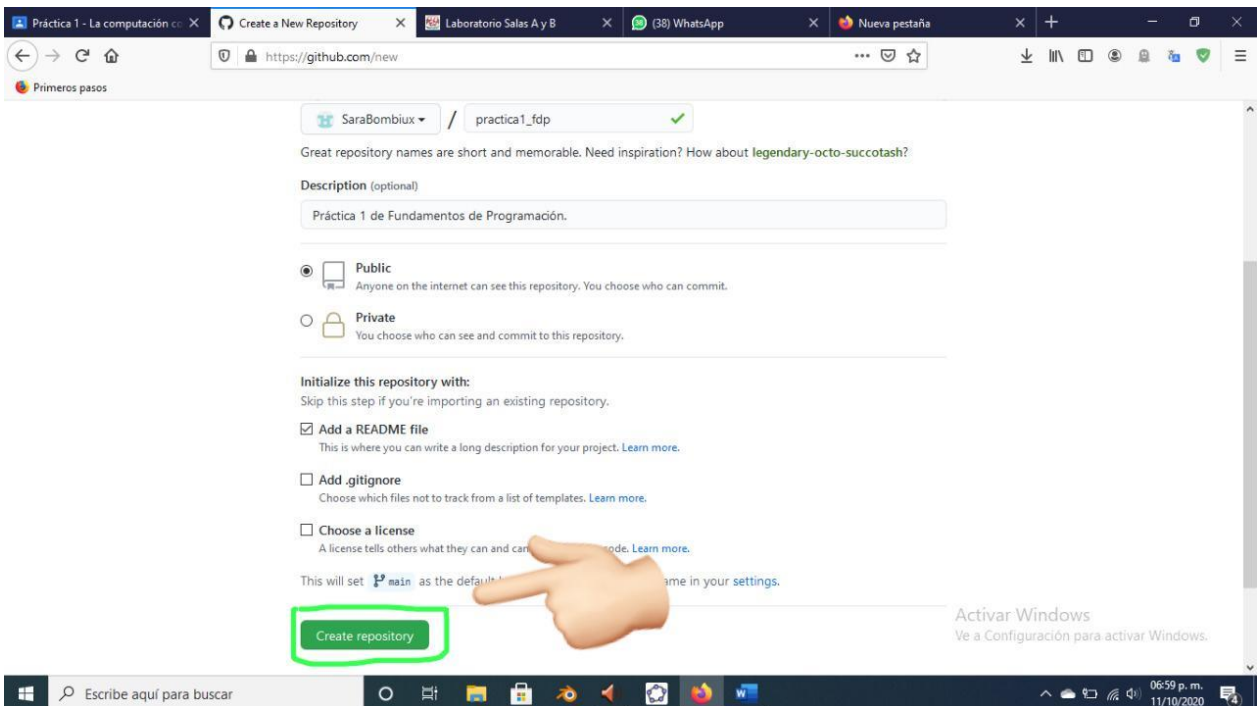 Práctica 1 - La computación co
Create a New Repository
Laboratorio Salas A y B
(38) WhatsApp
Nueva pestaña
https://github.com/new
Primeros pasos
SaraBombiux / practica1_fdp
Great repository names are short and memorable. Need inspiration? How about legendary-octo-succotash?
Description (optional)
Práctica 1 de Fundamentos de Programación.
Public
Anyone on the internet can see this repository. You choose who can commit.
Private
You choose who can see and commit to this repository.
Initialize this repository with:
Skip this step if you're importing an existing repository.
Add a README file
This is where you can write a long description for your project. Learn more.
Add .gitignore
Choose which files not to track from a list of templates. Learn more.
Choose a license
A license tells others what they can and can ode. Learn more.
This will set main as the default ame in your settings.
Create repository
Activar Windows
Ve a Configuración para activar Windows.
Escribe aquí para buscar
06:59 p. m.
11/10/2020
4